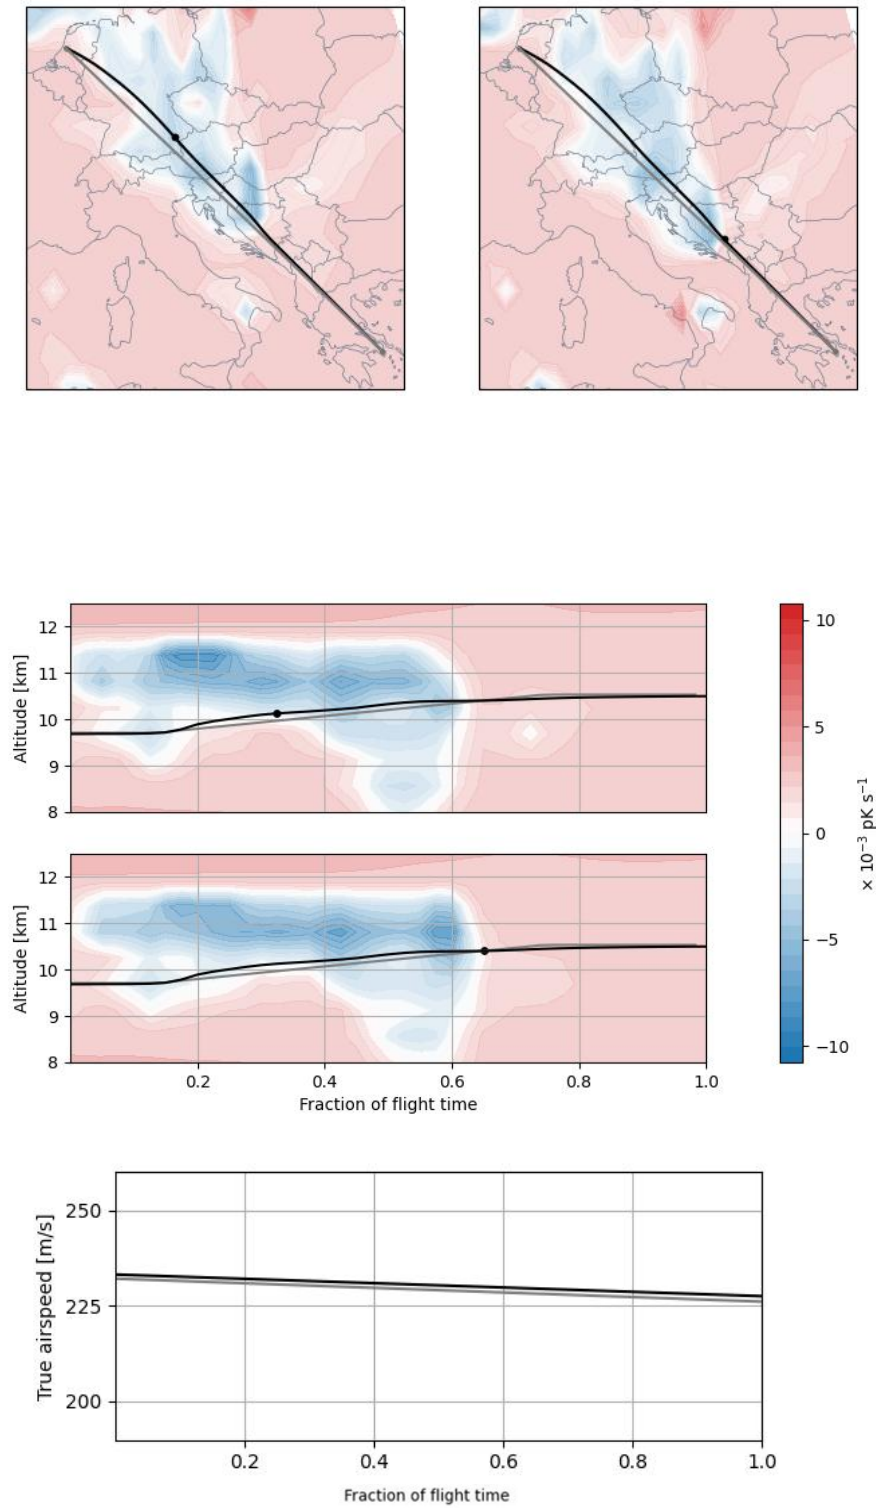 12
11
10
9
8
Altitude [km]
12
11
10
9
8
Altitude [km]
0.2 0.4 0.6 0.8 1.0
Fraction of flight time
10
5
0
−5
−10
× 10⁻³ pK s⁻¹
250
225
200
True airspeed [m/s]
0.2 0.4 0.6 0.8 1.0
Fraction of flight time